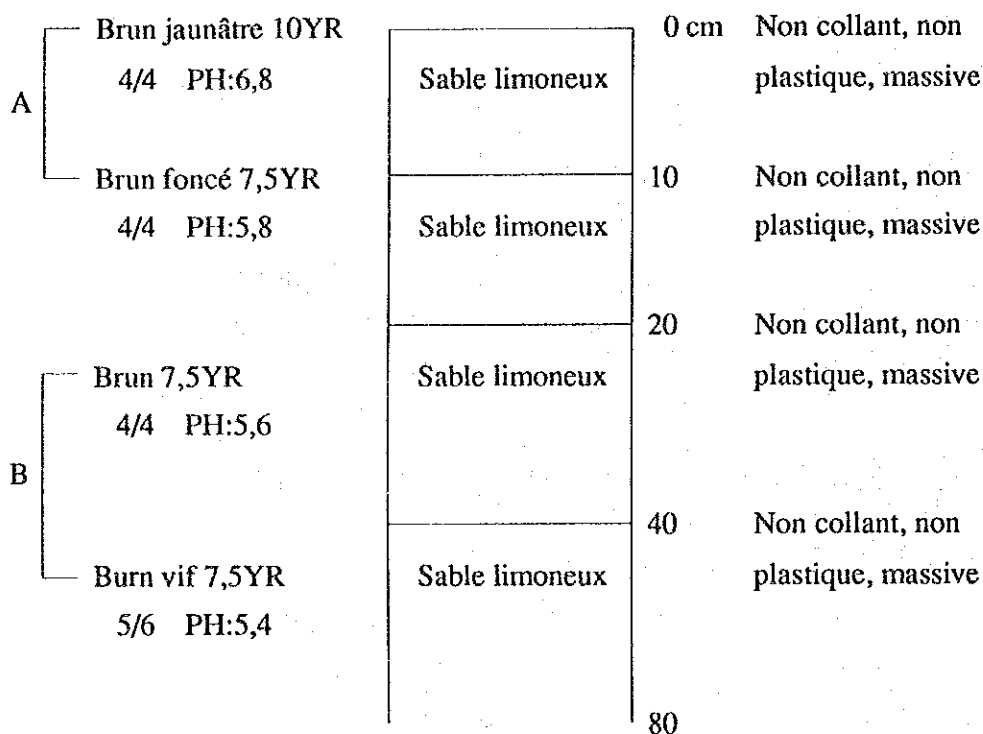 Brun jaunâtre 10YR
4/4 PH:6,8
A
Sable limoneux
0 cm
Non collant, non
plastique, massive
Brun foncé 7,5YR
4/4 PH:5,8
Sable limoneux
10
Non collant, non
plastique, massive
Brun 7,5YR
4/4 PH:5,6
B
Sable limoneux
20
Non collant, non
plastique, massive
Burn vif 7,5YR
5/6 PH:5,4
Sable limoneux
40
Non collant, non
plastique, massive
80